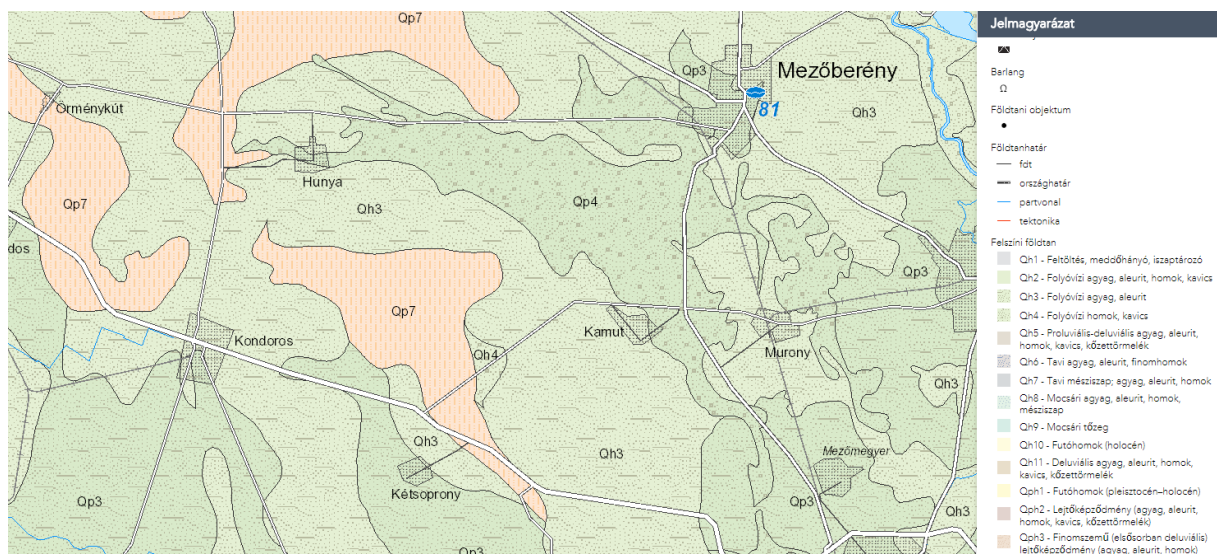 Qp7
Mezőberény
Qp3
81
Örménykút
Qh3
Hunya
Qp7
Qh3
Qp4
dos
Qp3
Qp7
Kondoros
Kamut
Murony
Qh4
Qh3
Qh3
Mezőmegyer
Qh3
Kétsoprony
Qp3
Qp3
Qh3
Qp3
Jelmagyarázat
Barlang
Ω
Földtani objektum
Földtanhatár
fdt
országhatár
partvonal
tektonika
Felszíni földtan
Qh1 - Feltöltés, meddőhányó, iszaptározó
Qh2 - Folyóvízi agyag, aleurit, homok, kavics
Qh3 - Folyóvízi agyag, aleurit
Qh4 - Folyóvízi homok, kavics
Qh5 - Proluviális-deluviális agyag, aleurit,
homok, kavics, kőzettörmelék
Qh6 - Tavi agyag, aleurit, finomhomok
Qh7 - Tavi mésziszap; agyag, aleurit, homok
Qh8 - Mocsári agyag, aleurit, homok,
mésziszap
Qh9 - Mocsári tőzeg
Qh10 - Futóhomok (holocén)
Qh11 - Deluviális agyag, aleurit, homok,
kavics, kőzettörmelék
Qph1 - Futóhomok (pleisztocén–holocén)
Qph2 - Lejtőképződmény (agyag, aleurit,
homok, kavics, kőzettörmelék)
Qph3 - Finomszemű (elsősorban deluviális)
lejtőképződmény (agyag, aleurit, homok)